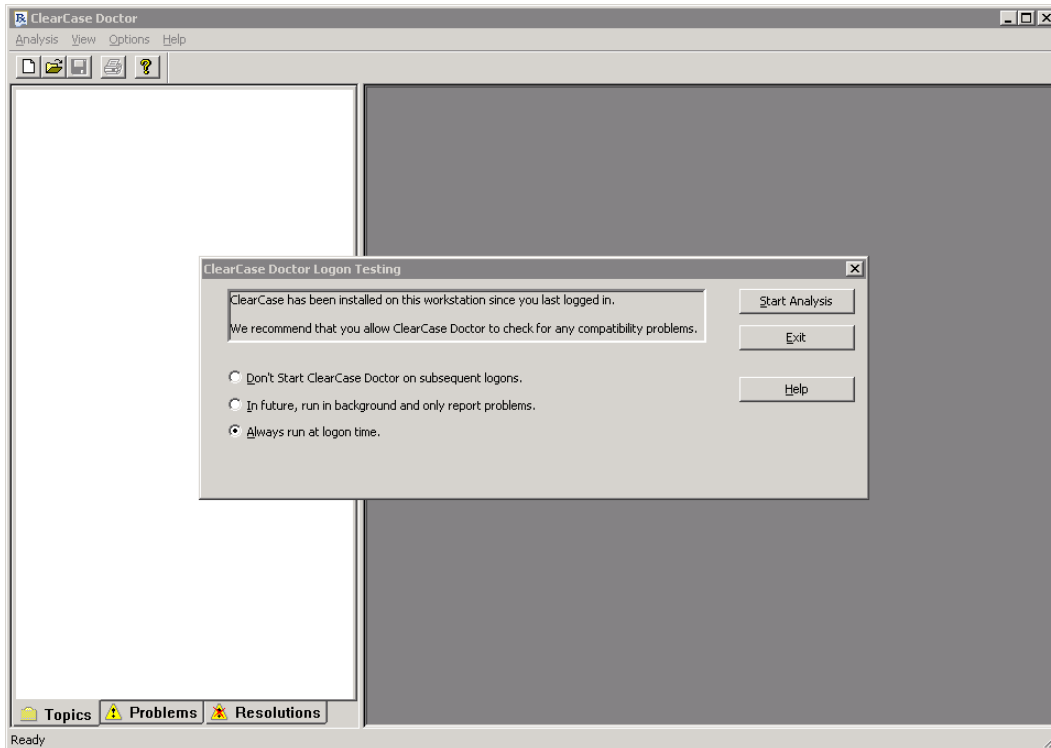 ClearCase Doctor
Analysis View Options Help
ClearCase Doctor Logon Testing
ClearCase has been installed on this workstation since you last logged in.
We recommend that you allow ClearCase Doctor to check for any compatibility problems.
Start Analysis
Exit
Help
Don't Start ClearCase Doctor on subsequent logons.
In future, run in background and only report problems.
Always run at logon time.
Topics Problems Resolutions
Ready